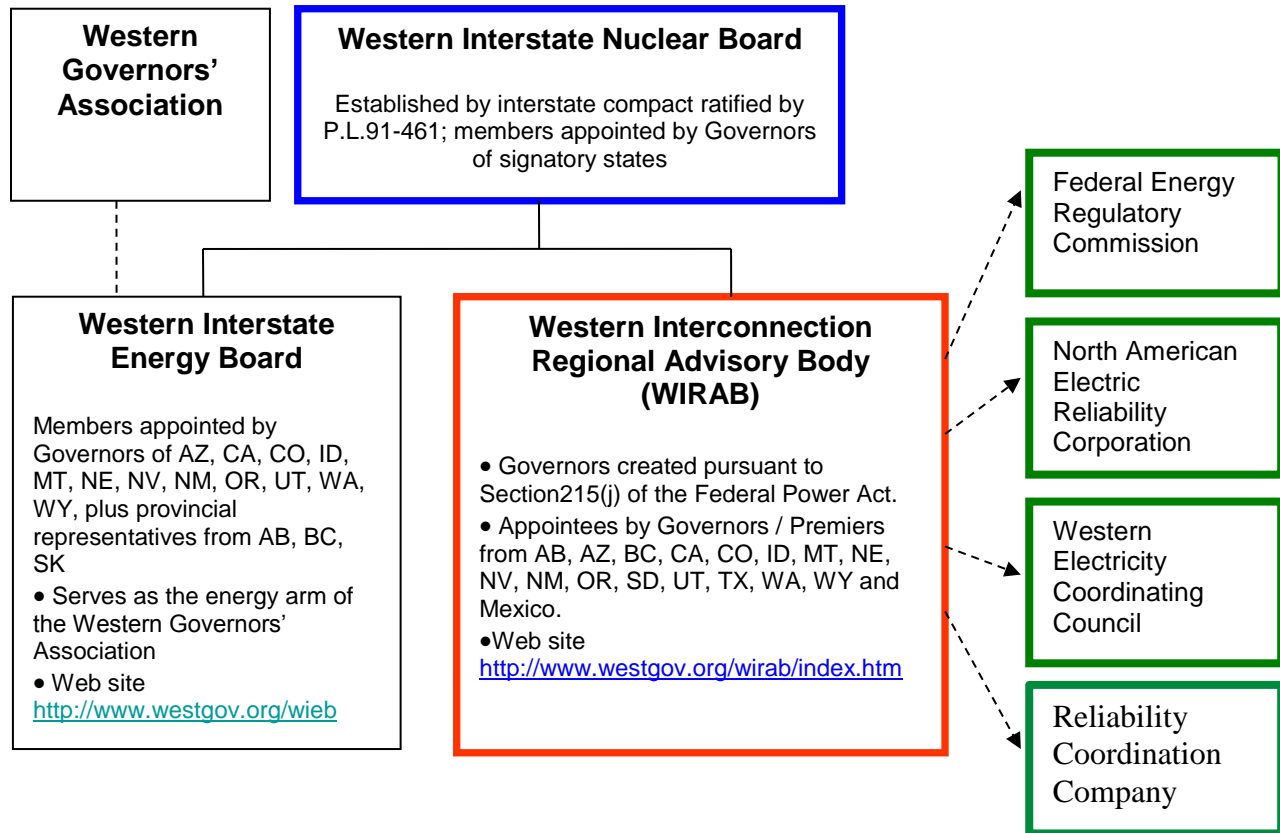 Western
Governors’
Association
Western Interstate Nuclear Board
Established by interstate compact ratified by
P.L.91-461; members appointed by Governors
of signatory states
Western Interstate
Energy Board
Members appointed by
Governors of AZ, CA, CO, ID,
MT, NE, NV, NM, OR, UT, WA,
WY, plus provincial
representatives from AB, BC,
SK
• Serves as the energy arm of
the Western Governors’
Association
• Web site
http://www.westgov.org/wieb
Western Interconnection
Regional Advisory Body
(WIRAB)
• Governors created pursuant to
Section215(j) of the Federal Power Act.
• Appointees by Governors / Premiers
from AB, AZ, BC, CA, CO, ID, MT, NE,
NV, NM, OR, SD, UT, TX, WA, WY and
Mexico.
•Web site
http://www.westgov.org/wirab/index.htm
Federal Energy
Regulatory
Commission
North American
Electric
Reliability
Corporation
Western
Electricity
Coordinating
Council
Reliability
Coordination
Company